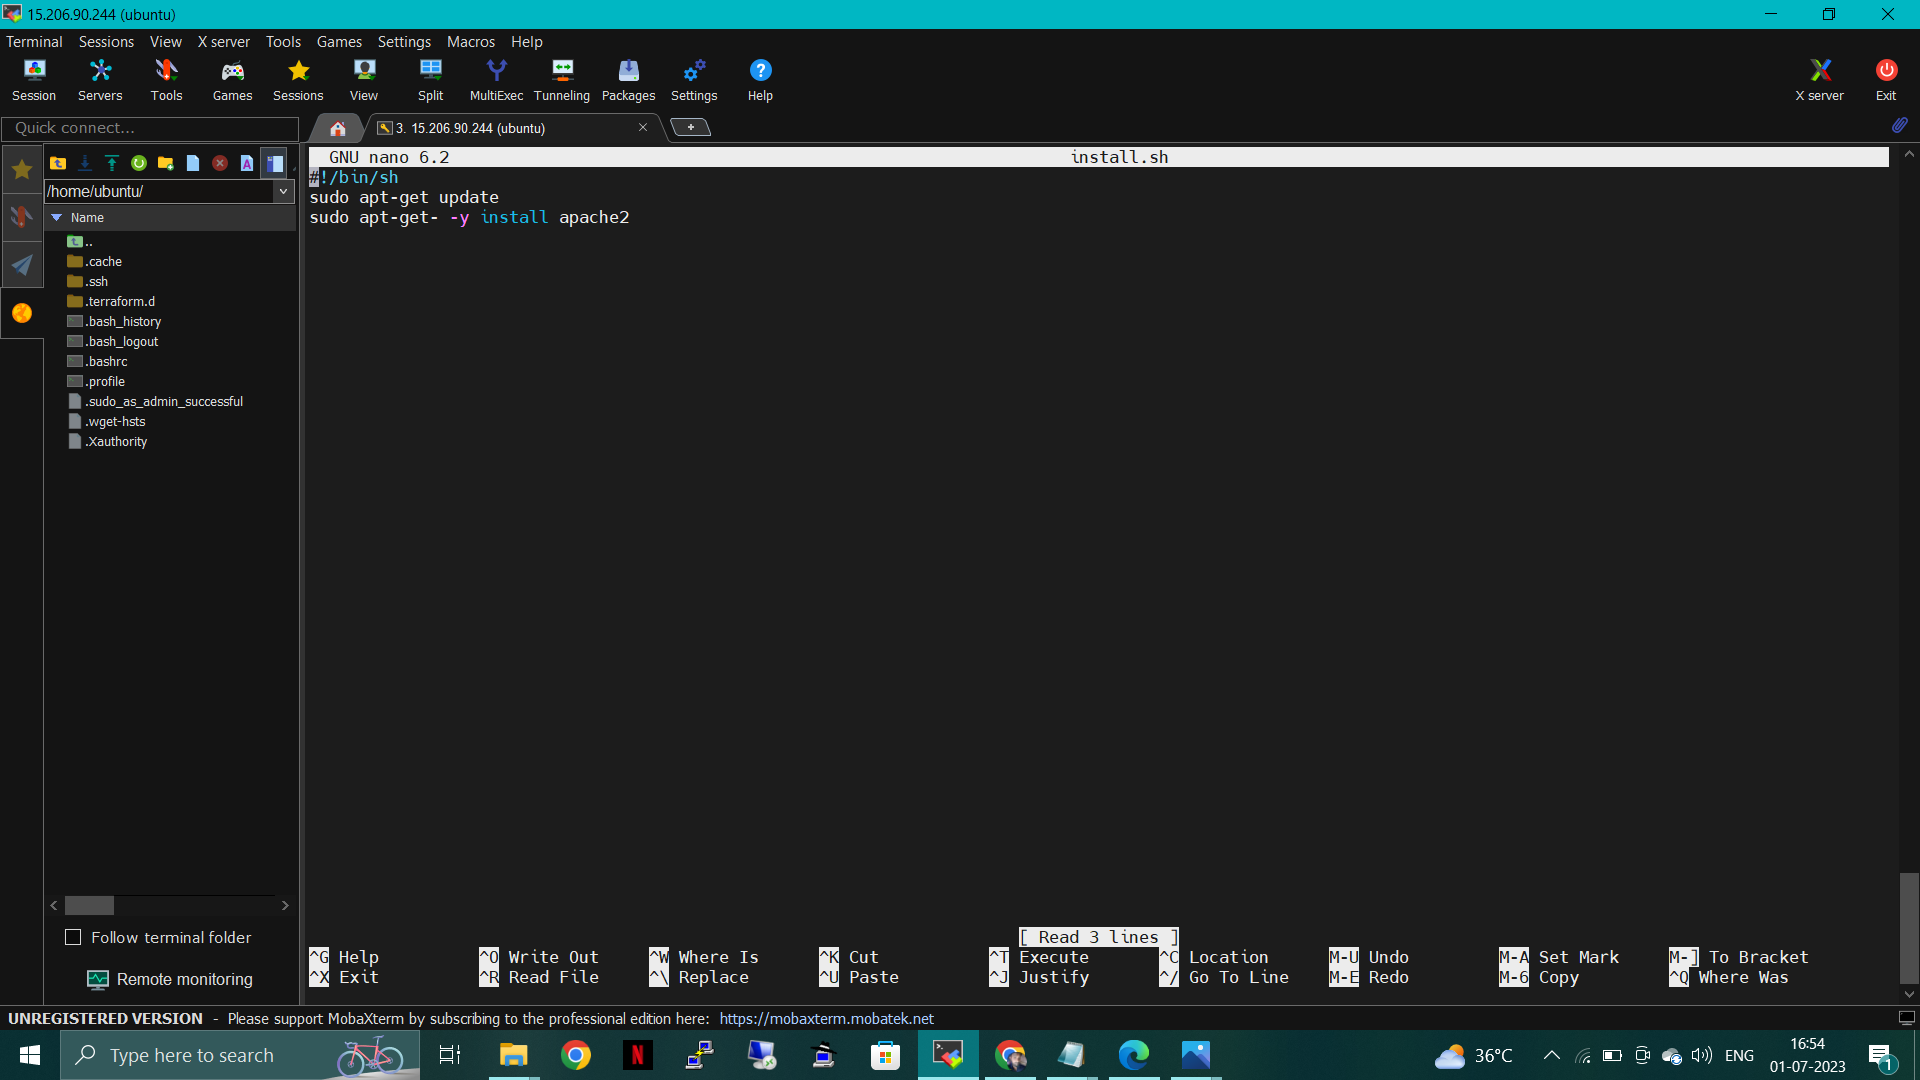 15.206.90.244 (ubuntu)
Terminal Sessions View X server Tools Games Settings Macros Help
Session Servers Tools Games Sessions View Split MultiExec Tunneling Packages Settings Help X server Exit
Quick connect...
3. 15.206.90.244 (ubuntu)
/home/ubuntu/
Name
..
.cache
.ssh
.terraform.d
.bash_history
.bash_logout
.bashrc
.profile
.sudo_as_admin_successful
.wget-hsts
.Xauthority
Follow terminal folder
Remote monitoring
GNU nano 6.2 install.sh
#!/bin/sh
sudo apt-get update
sudo apt-get- -y install apache2
[ Read 3 lines ]
^G Help ^O Write Out ^W Where Is ^K Cut ^T Execute ^C Location M-U Undo M-A Set Mark M-] To Bracket
^X Exit ^R Read File ^\ Replace ^U Paste ^J Justify ^/ Go To Line M-E Redo M-6 Copy ^Q Where Was
UNREGISTERED VERSION - Please support MobaXterm by subscribing to the professional edition here: https://mobaxterm.mobatek.net
Type here to search
36°C
ENG
16:54
01-07-2023
1